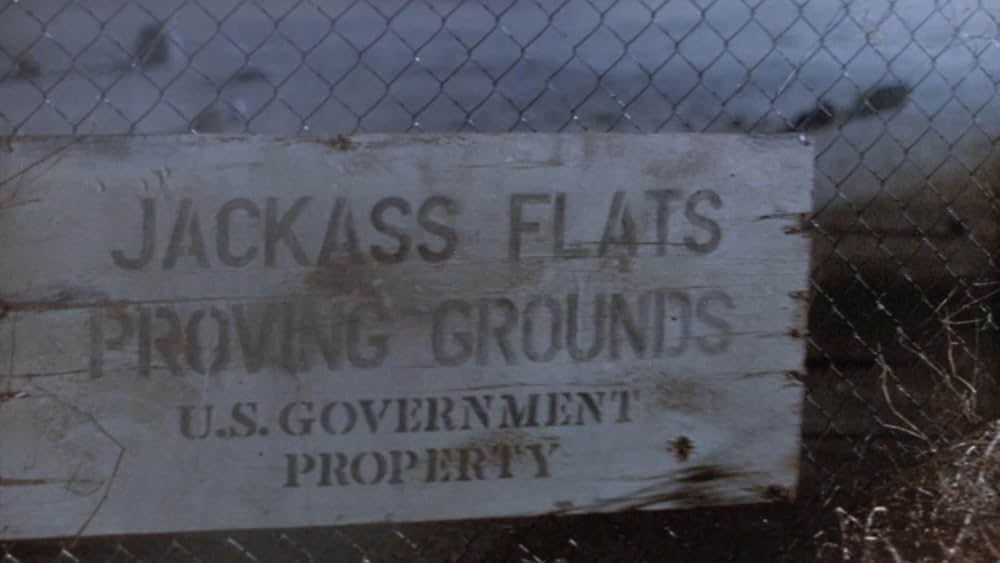 JACKASS FLATS
PROVING GROUNDS
U.S. GOVERNMENT
PROPERTY